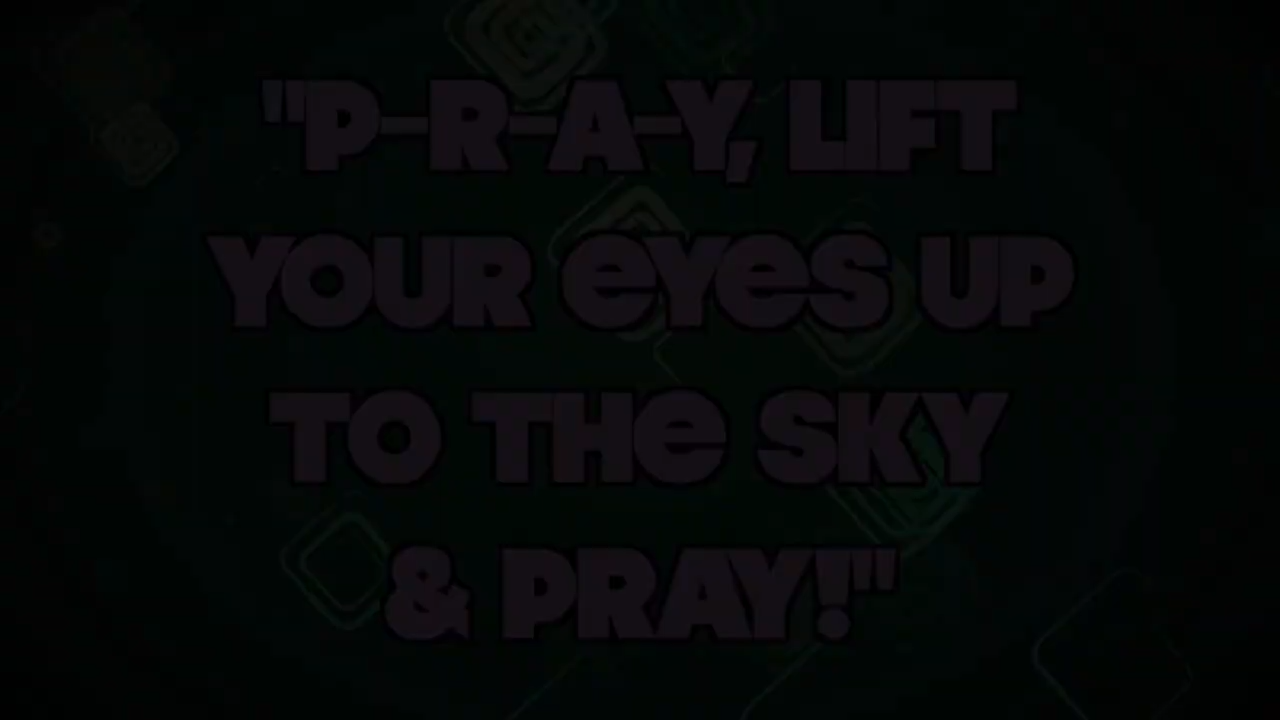 "P-R-A-Y, LIFT
YOUR eYeS UP
TO THe SKY
& PRAY!"